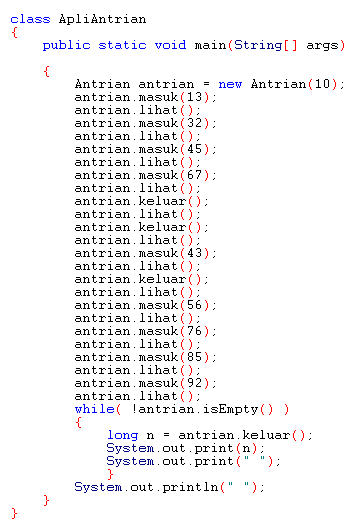 class ApliAntrian
{
    public static void main(String[] args)
    {
        Antrian antrian = new Antrian(10);
        antrian.masuk(13);
        antrian.lihat();
        antrian.masuk(32);
        antrian.lihat();
        antrian.masuk(45);
        antrian.lihat();
        antrian.masuk(67);
        antrian.lihat();
        antrian.keluar();
        antrian.lihat();
        antrian.keluar();
        antrian.lihat();
        antrian.masuk(43);
        antrian.lihat();
        antrian.keluar();
        antrian.lihat();
        antrian.masuk(56);
        antrian.lihat();
        antrian.masuk(76);
        antrian.lihat();
        antrian.masuk(85);
        antrian.lihat();
        antrian.masuk(92);
        antrian.lihat();
        while( !antrian.isEmpty() )
        {
            long n = antrian.keluar();
            System.out.print(n);
            System.out.print(" ");
            }
        System.out.println(" ");
    }
}